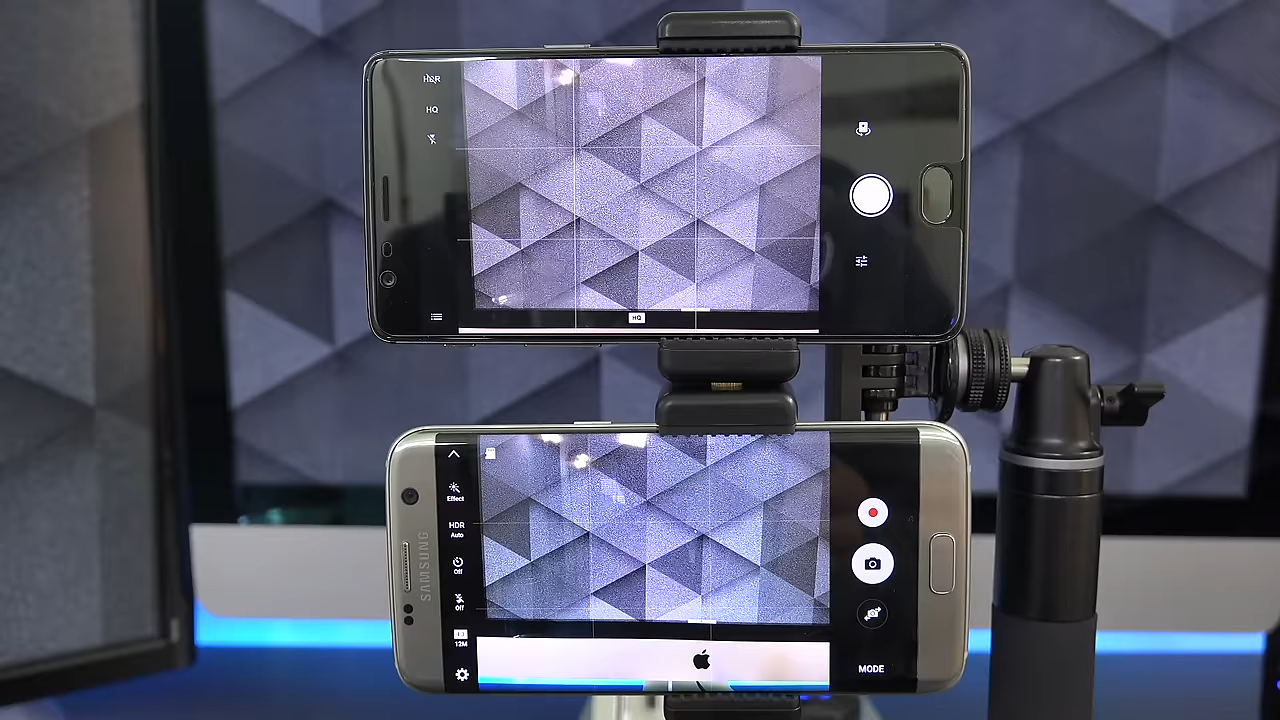 HDR
HQ
HQ
Effect
HDR
Auto
Off
Off
12M
SAMSUNG
MODE